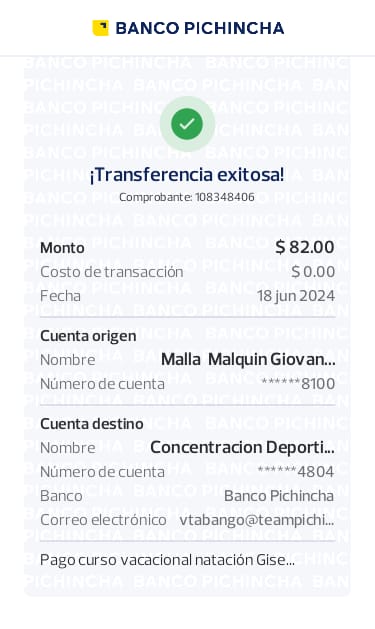 BANCO PICHINCHA
¡Transferencia exitosa!
Comprobante: 108348406
Monto $ 82.00
Costo de transacción $ 0.00
Fecha 18 jun 2024
Cuenta origen
Nombre Malla Malquin Giovan...
Número de cuenta ******8100
Cuenta destino
Nombre Concentracion Deporti...
Número de cuenta ******4804
Banco Banco Pichincha
Correo electrónico vtabango@teampichi...
Pago curso vacacional natación Gise...